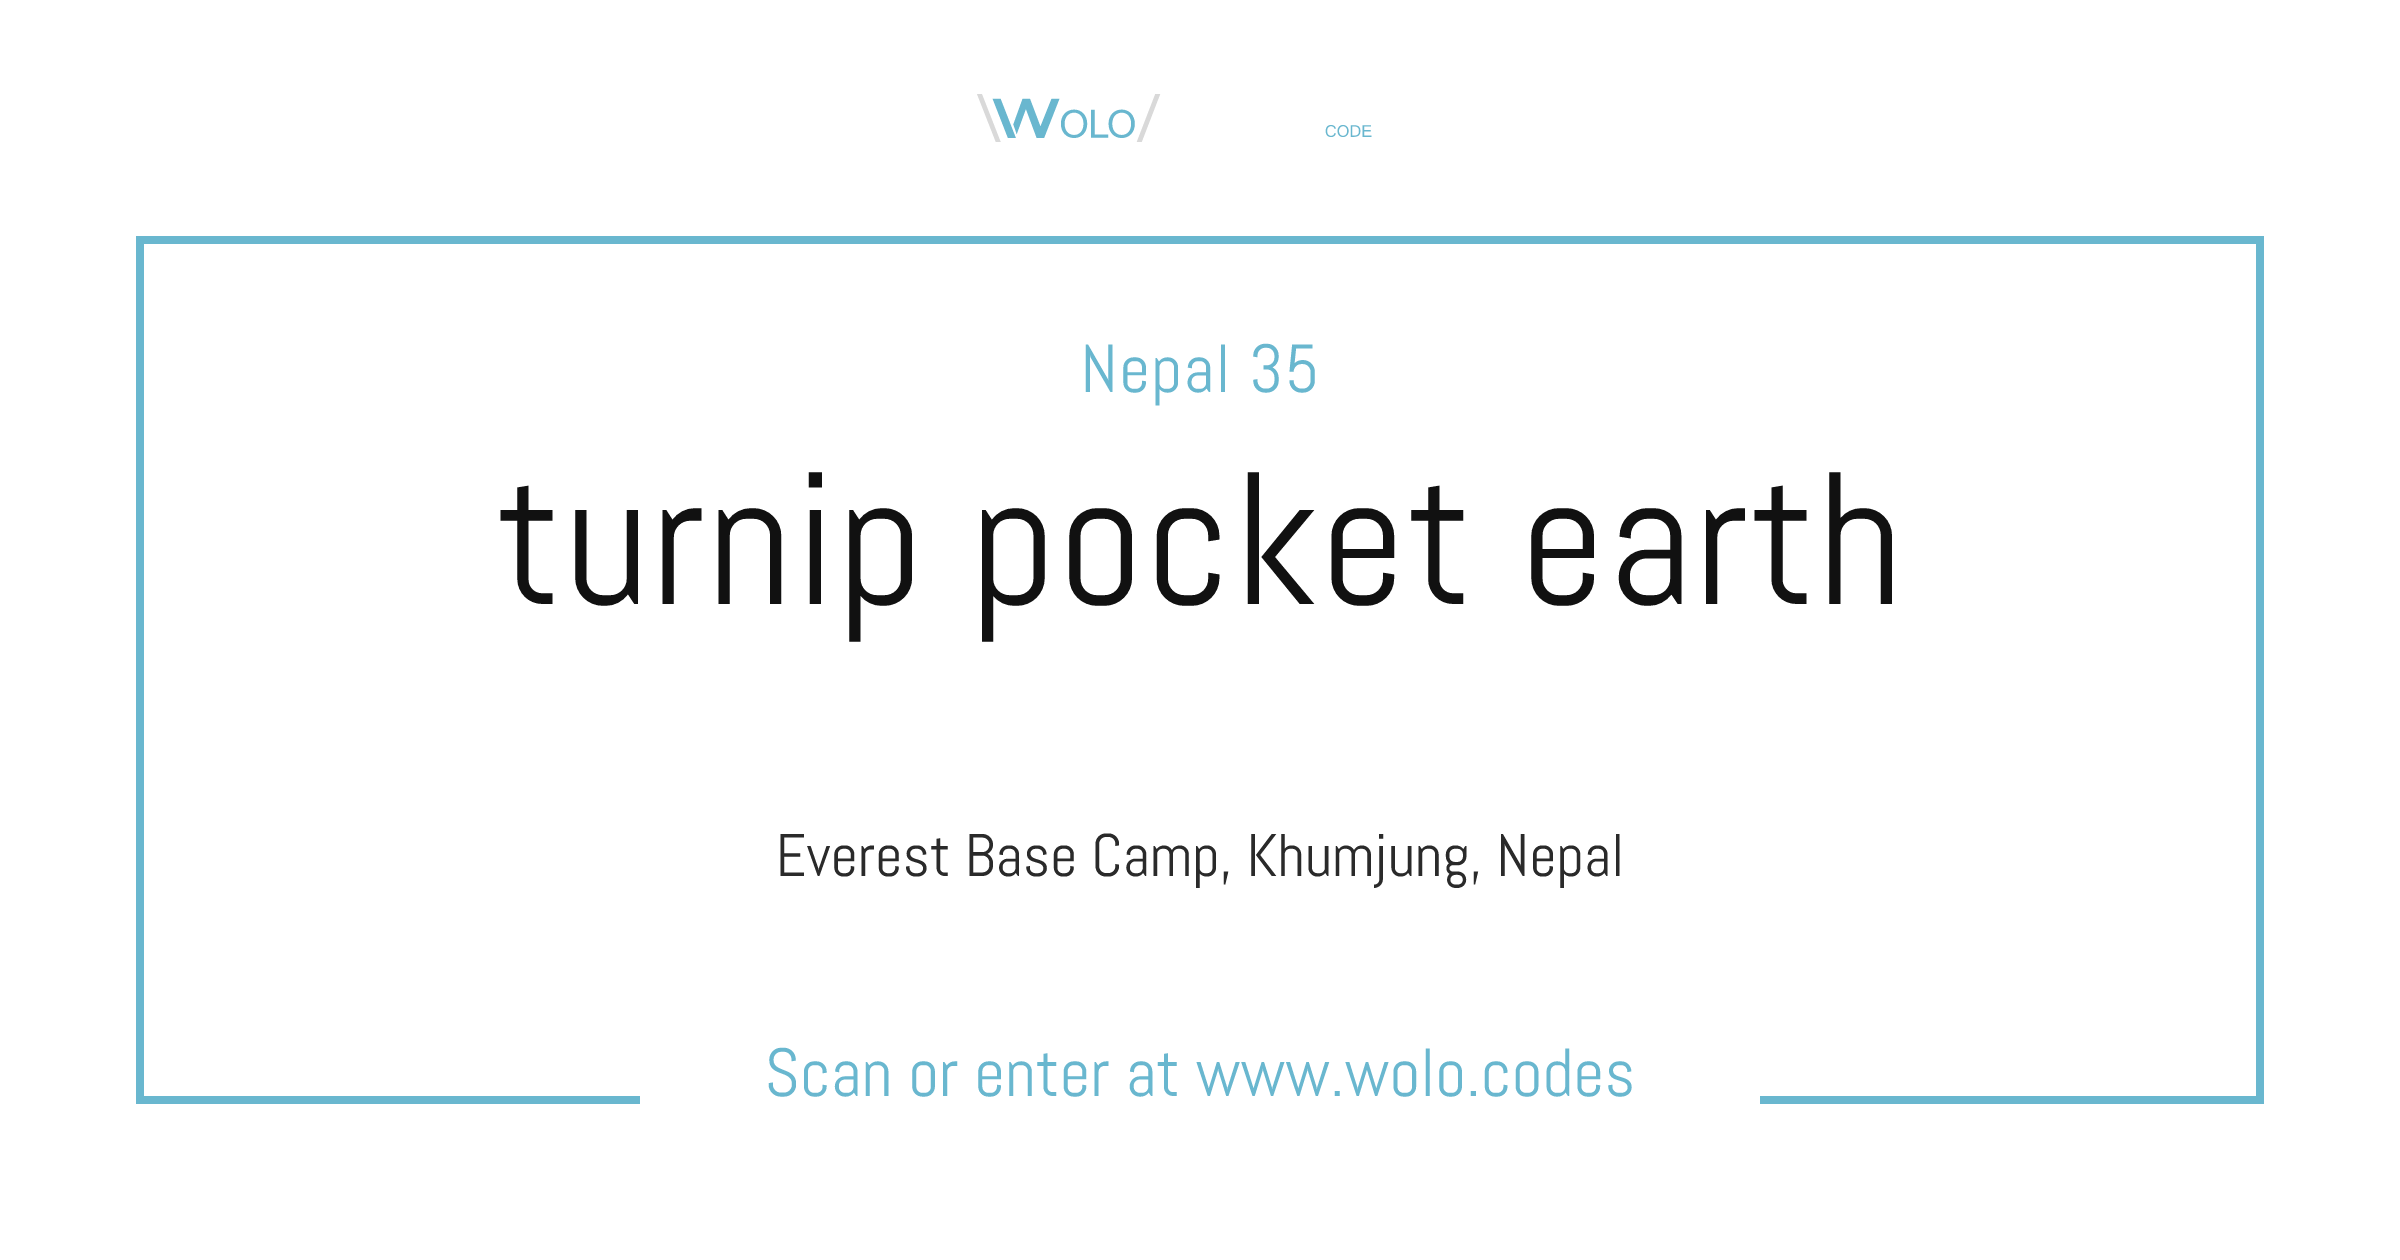 \WOLO/ CODE
Nepal 35
turnip pocket earth
Everest Base Camp, Khumjung, Nepal
Scan or enter at www.wolo.codes